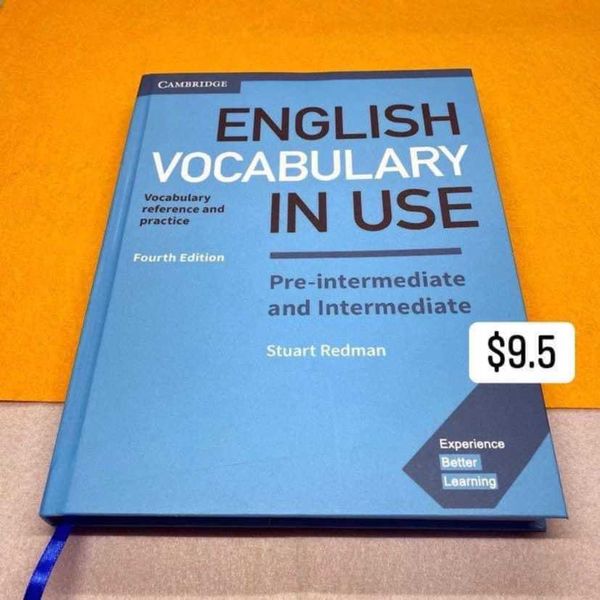 CAMBRIDGE
ENGLISH
VOCABULARY
IN USE
Vocabulary
reference and
practice
Fourth Edition
Pre-intermediate
and Intermediate
Stuart Redman
$9.5
Experience
Better
Learning